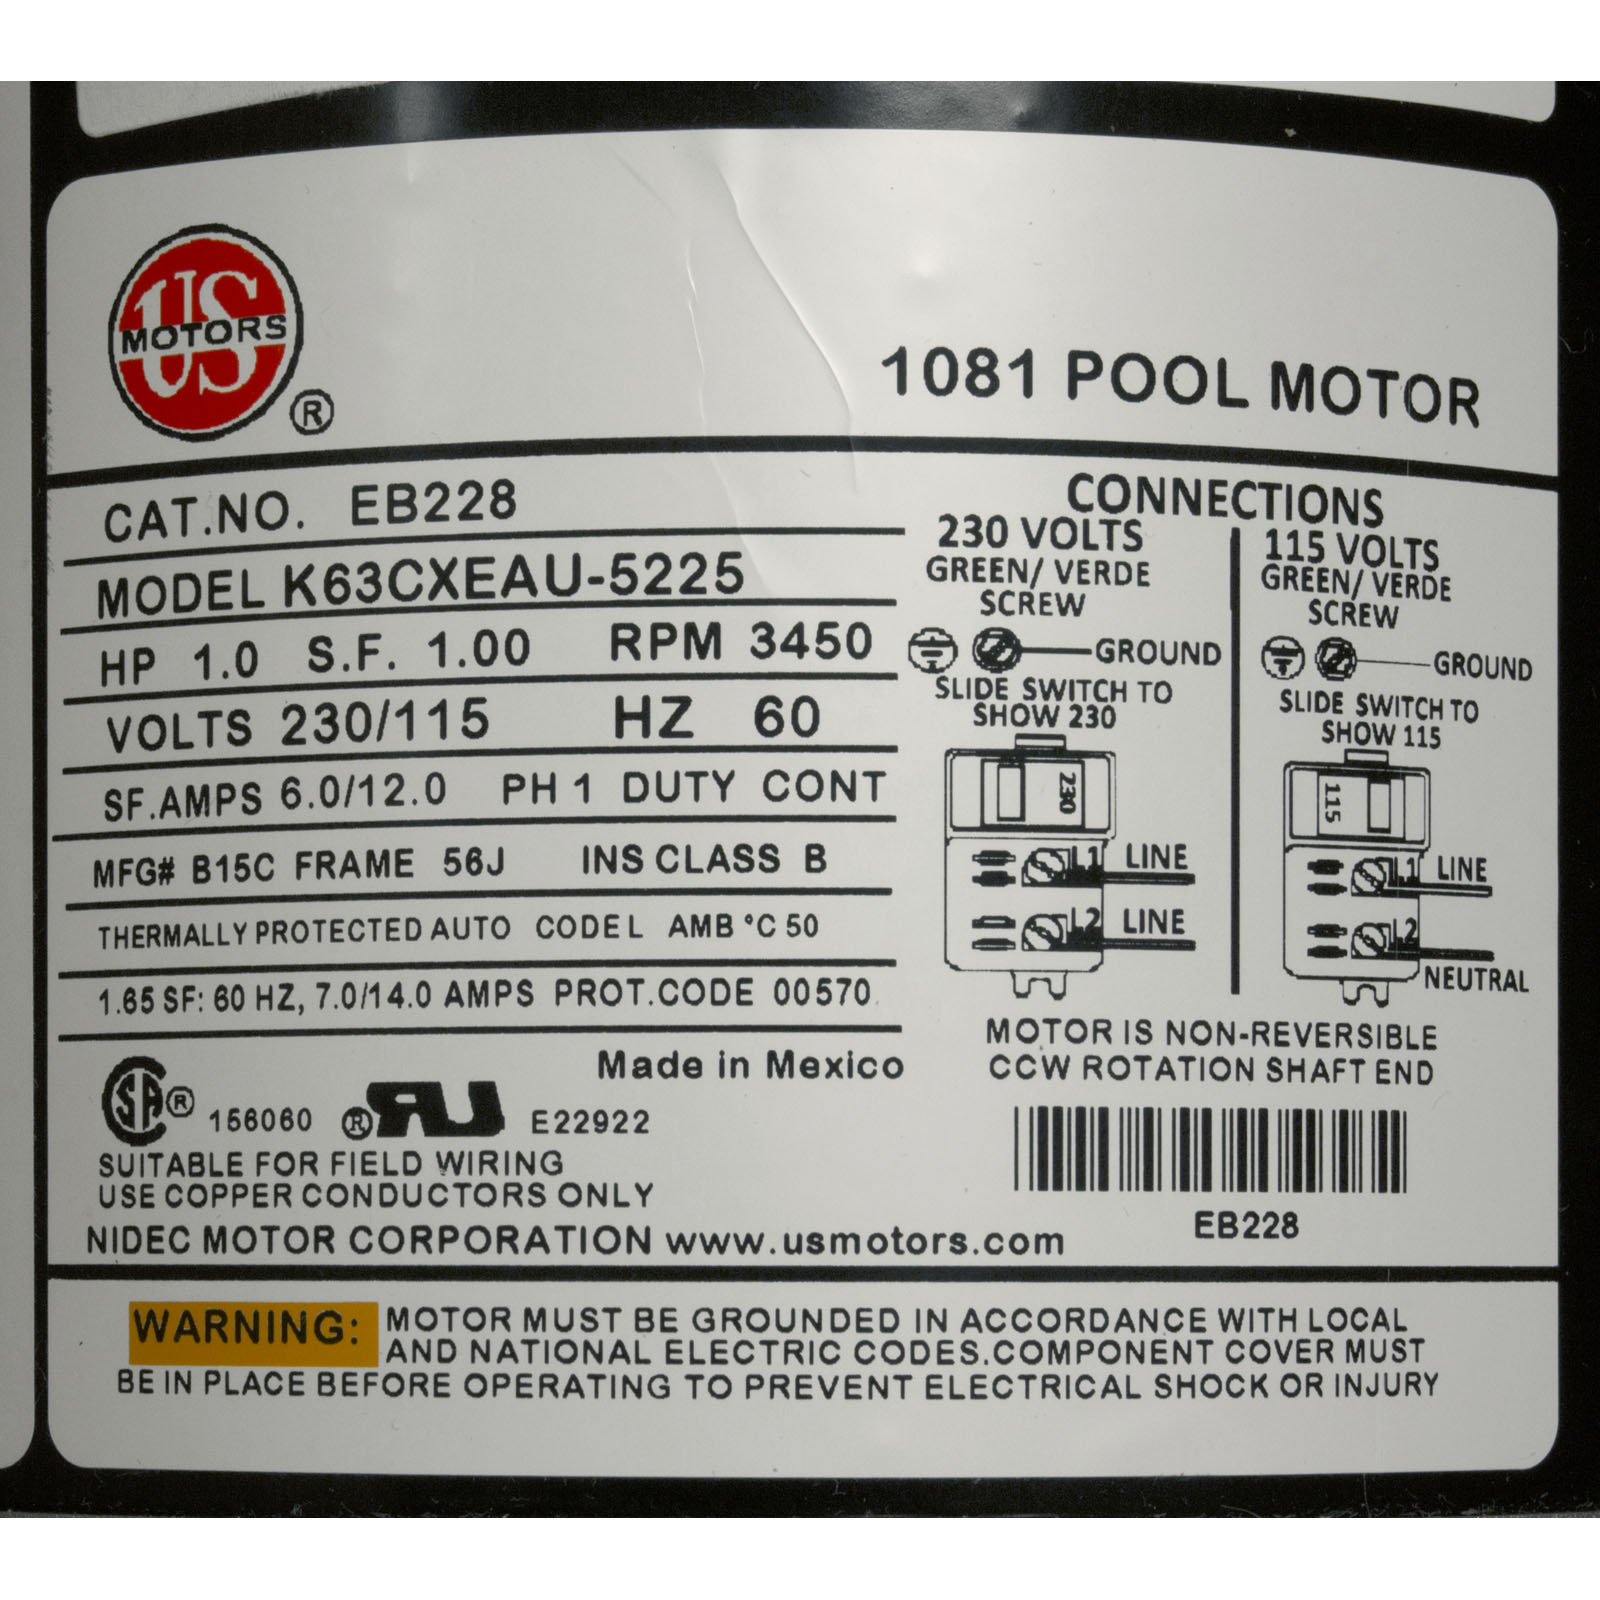 US
MOTORS
®
1081 POOL MOTOR
CAT.NO. EB228
MODEL K63CXEAU-5225
HP 1.0 S.F. 1.00 RPM 3450
VOLTS 230/115 HZ 60
SF.AMPS 6.0/12.0 PH 1 DUTY CONT
MFG# B15C FRAME 56J INS CLASS B
THERMALLY PROTECTED AUTO CODE L AMB °C 50
1.65 SF: 60 HZ, 7.0/14.0 AMPS PROT.CODE 00570
Made in Mexico
SA ® 156060 ® RU E22922
SUITABLE FOR FIELD WIRING
USE COPPER CONDUCTORS ONLY
NIDEC MOTOR CORPORATION www.usmotors.com
CONNECTIONS
230 VOLTS
GREEN/ VERDE
SCREW
GROUND
SLIDE SWITCH TO
SHOW 230
230
L1 LINE
L2 LINE
115 VOLTS
GREEN/ VERDE
SCREW
GROUND
SLIDE SWITCH TO
SHOW 115
115
L1 LINE
L2
NEUTRAL
MOTOR IS NON-REVERSIBLE
CCW ROTATION SHAFT END
EB228
WARNING: MOTOR MUST BE GROUNDED IN ACCORDANCE WITH LOCAL
AND NATIONAL ELECTRIC CODES.COMPONENT COVER MUST
BE IN PLACE BEFORE OPERATING TO PREVENT ELECTRICAL SHOCK OR INJURY